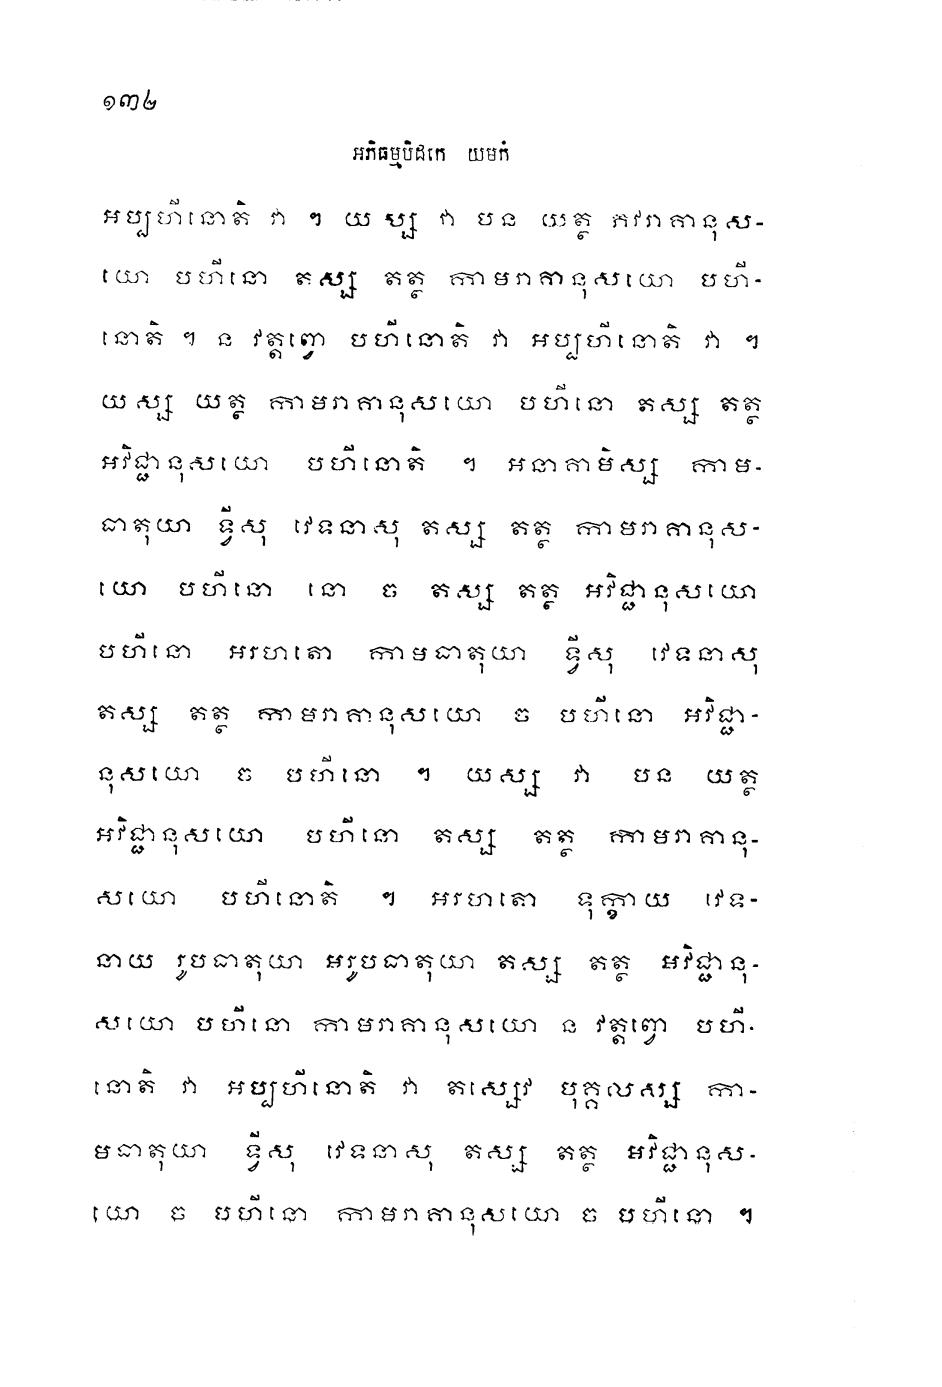 ១៣២
អភិធម្មបិដកេ យមកំ
អប្បហីនោតិ វា ។ យស្ស វា បន យត្ថ ភវរាគានុស-
យោ បហីនោ តស្ស តត្ថ កាមរាគានុសយោ បហី-
នោតិ ។ ន វត្តព្វោ បហីនោតិ វា អប្បហីនោតិ វា ។
យស្ស យត្ថ កាមរាគានុសយោ បហីនោ តស្ស តត្ថ
អវិជ្ជានុសយោ បហីនោតិ ។ អនាគាមិស្ស កាម-
ធាតុយា ទ្វីសុ វេទនាសុ តស្ស តត្ថ កាមរាគានុស-
យោ បហីនោ នោ ច តស្ស តត្ថ អវិជ្ជានុសយោ
បហីនោ អរហតោ កាមធាតុយា ទ្វីសុ វេទនាសុ
តស្ស តត្ថ កាមរាគានុសយោ ច បហីនោ អវិជ្ជា-
នុសយោ ច បហីនោ ។ យស្ស វា បន យត្ថ
អវិជ្ជានុសយោ បហីនោ តស្ស តត្ថ កាមរាគានុ-
សយោ បហីនោតិ ។ អរហតោ ទុក្ខាយ វេទ-
នាយ រូបធាតុយា អរូបធាតុយា តស្ស តត្ថ អវិជ្ជានុ-
សយោ បហីនោ កាមរាគានុសយោ ន វត្តព្វោ បហី-
នោតិ វា អប្បហីនោតិ វា តស្សេវ បុគ្គលស្ស កា-
មធាតុយា ទ្វីសុ វេទនាសុ តស្ស តត្ថ អវិជ្ជានុស-
យោ ច បហីនោ កាមរាគានុសយោ ច បហីនោ ។